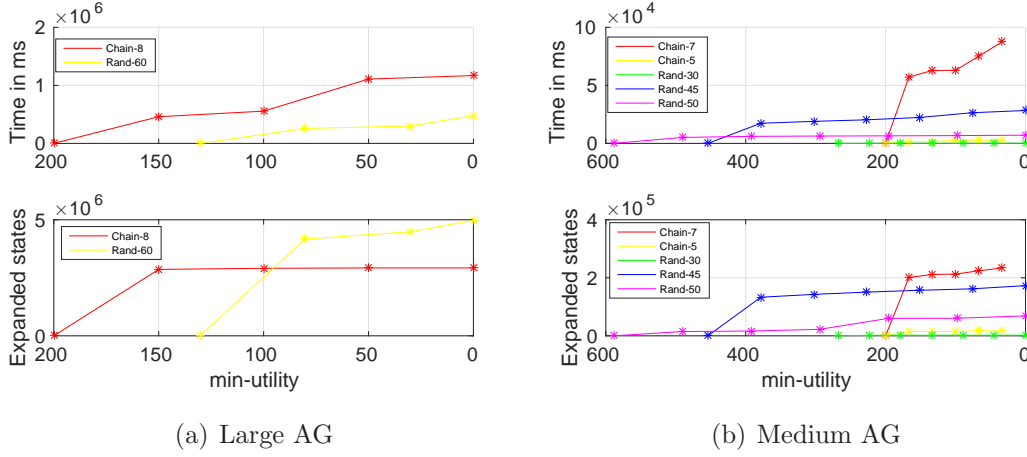 ×10^6
Time in ms
2
1
0
Chain-8
Rand-60
200 150 100 50 0
×10^6
Expanded states
5
0
Chain-8
Rand-60
200 150 100 50 0
min-utility
(a) Large AG
×10^4
Time in ms
10
5
0
Chain-7
Chain-5
Rand-30
Rand-45
Rand-50
600 400 200 0
×10^5
Expanded states
4
2
0
Chain-7
Chain-5
Rand-30
Rand-45
Rand-50
600 400 200 0
min-utility
(b) Medium AG